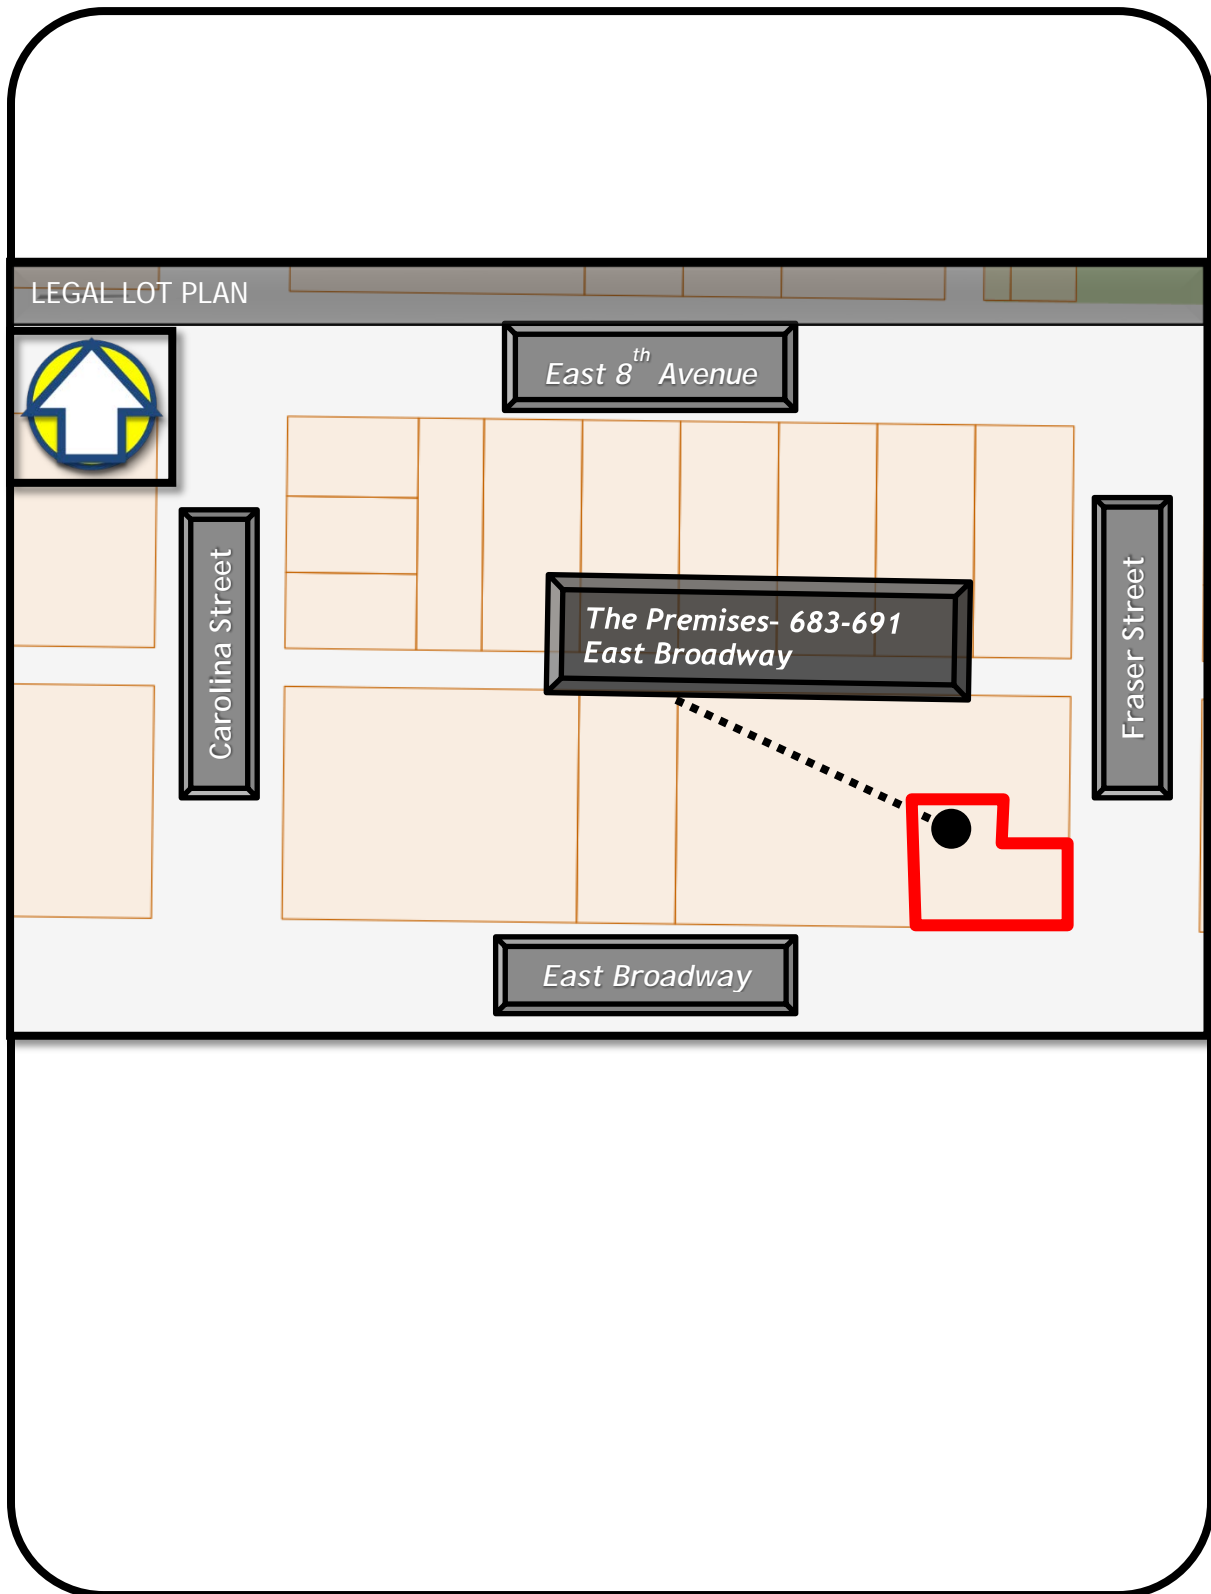 LEGAL LOT PLAN
East 8th Avenue
Carolina Street
The Premises- 683-691
East Broadway
Fraser Street
East Broadway